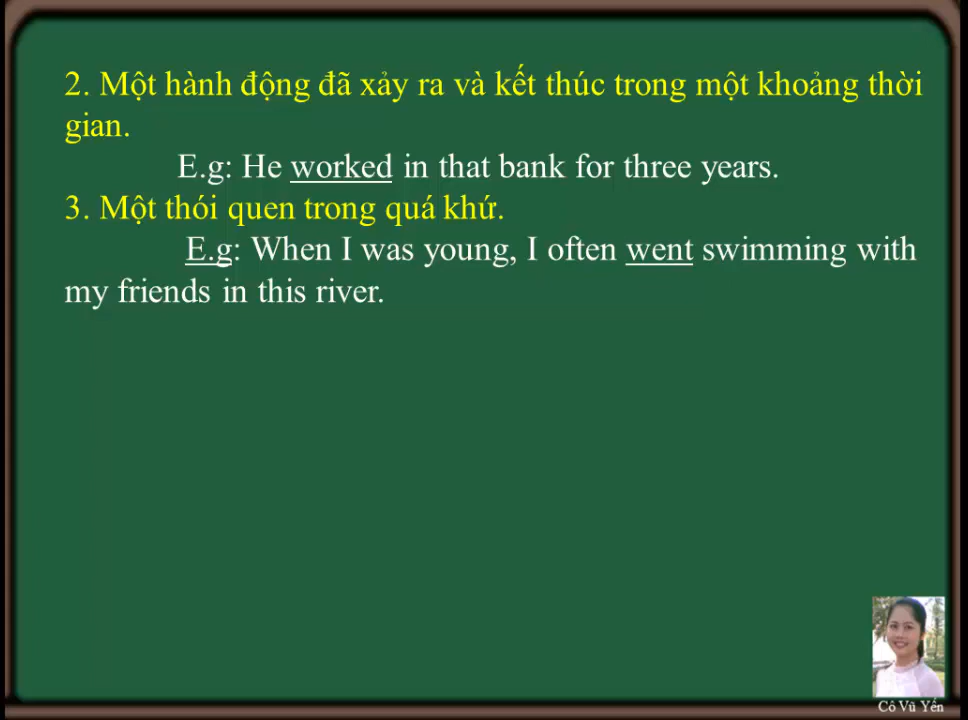 2. Một hành động đã xảy ra và kết thúc trong một khoảng thời
gian.
E.g: He worked in that bank for three years.
3. Một thói quen trong quá khứ.
E.g: When I was young, I often went swimming with
my friends in this river.
Cô Vũ Yến